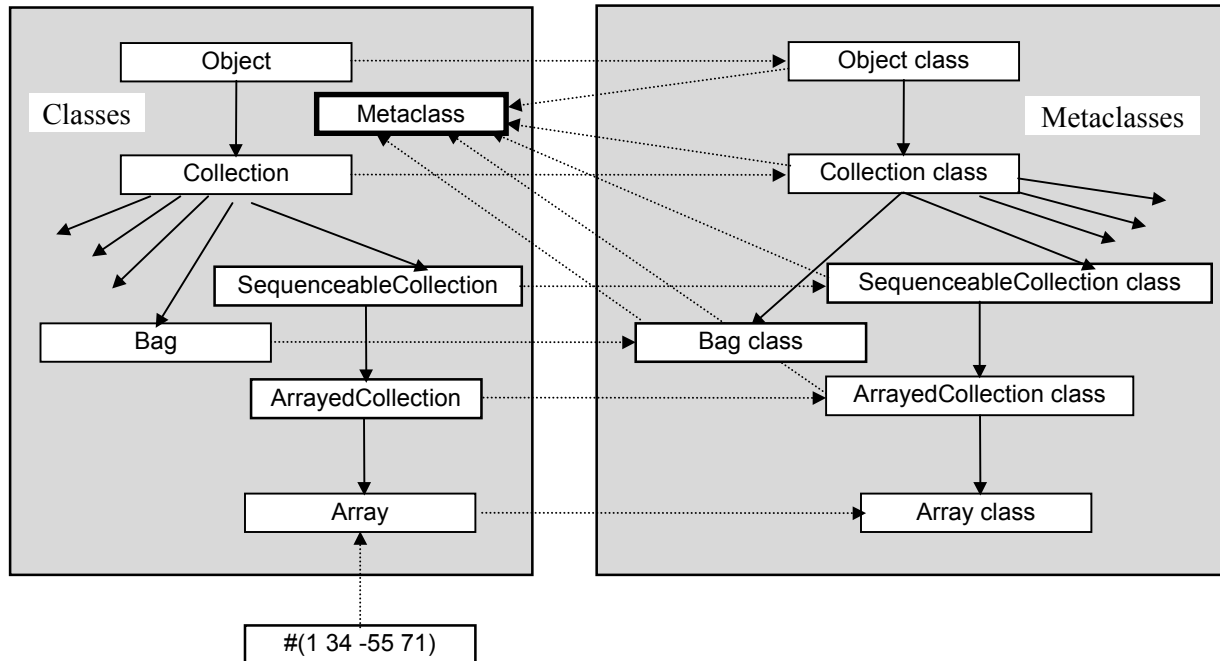 Object
Object class
Classes
Metaclass
Metaclasses
Collection
Collection class
SequenceableCollection
SequenceableCollection class
Bag
Bag class
ArrayedCollection
ArrayedCollection class
Array
Array class
#(1 34 -55 71)